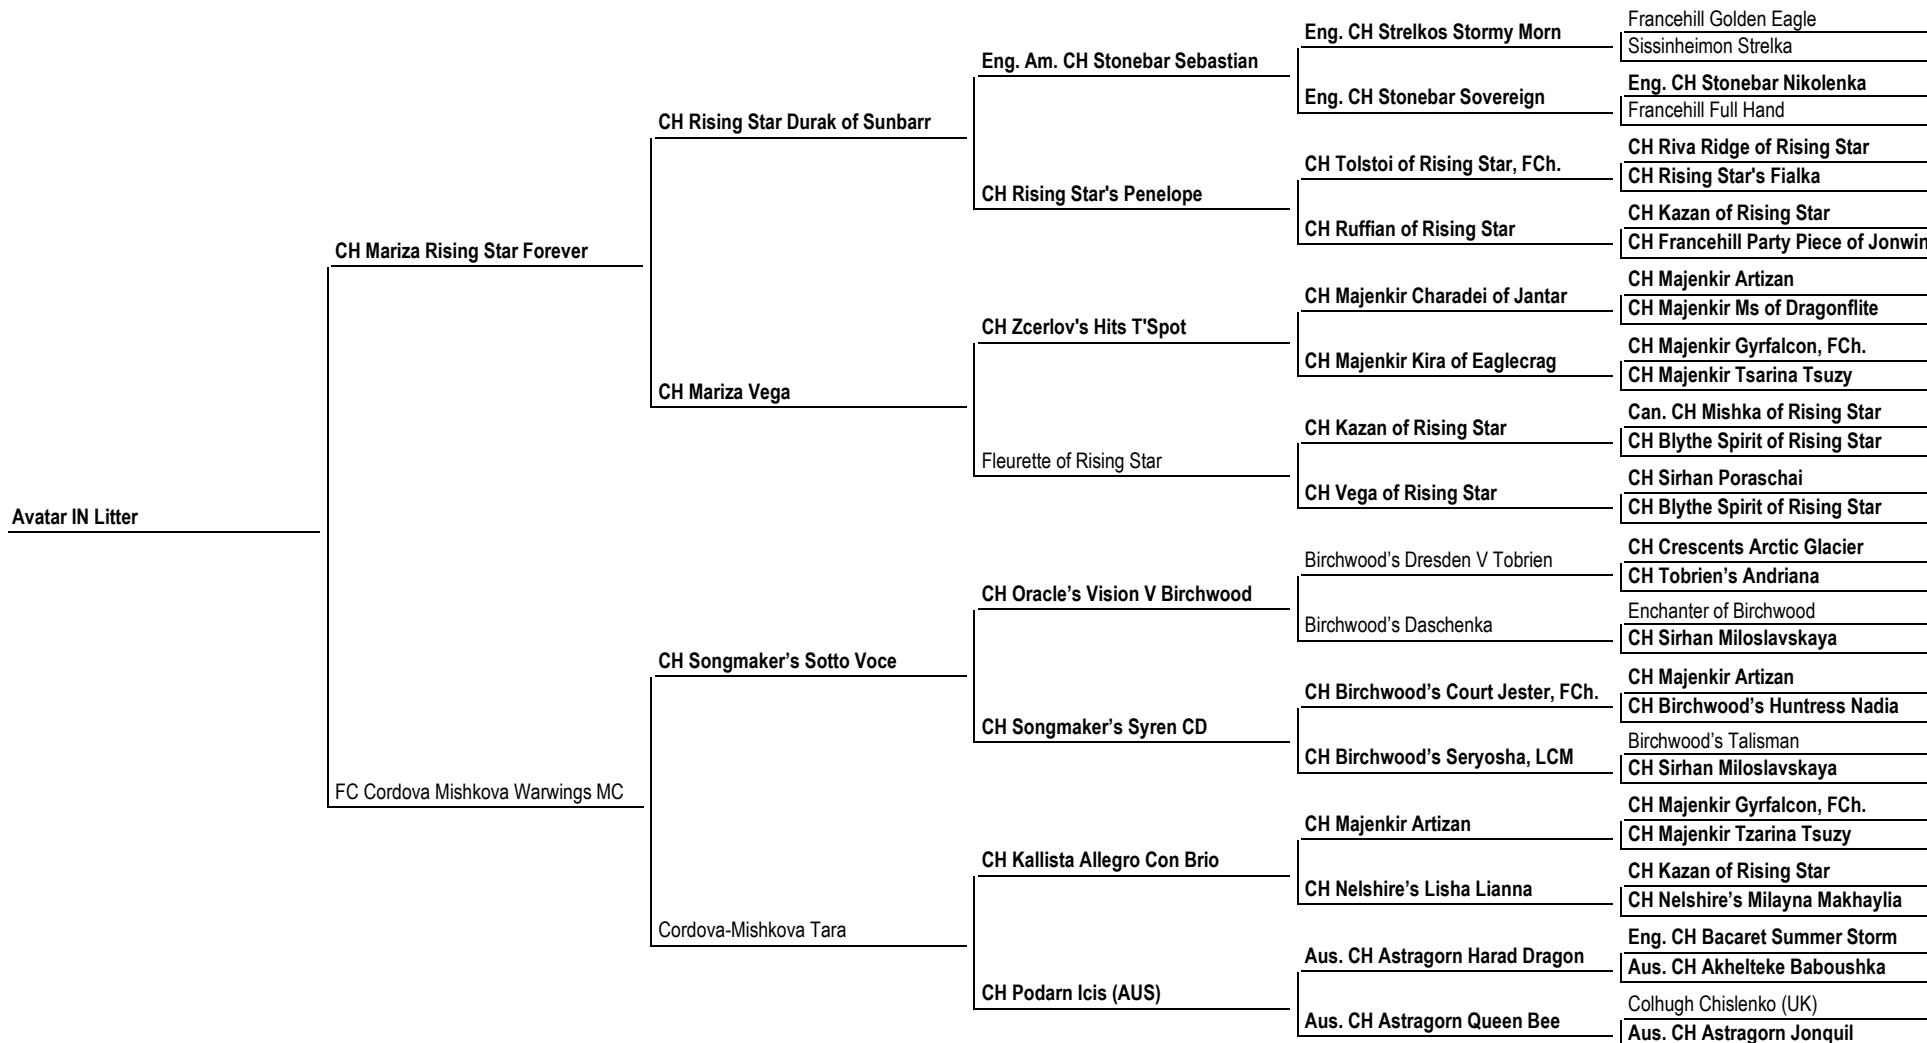 Francehill Golden Eagle
Eng. CH Strelkos Stormy Morn
Sissinheimon Strelka
Eng. Am. CH Stonebar Sebastian
Eng. CH Stonebar Nikolenka
Eng. CH Stonebar Sovereign
Francehill Full Hand
CH Rising Star Durak of Sunbarr
CH Riva Ridge of Rising Star
CH Tolstoi of Rising Star, FCh.
CH Rising Star's Fialka
CH Rising Star's Penelope
CH Kazan of Rising Star
CH Ruffian of Rising Star
CH Francehill Party Piece of Jonwin
CH Mariza Rising Star Forever
CH Majenkir Artizan
CH Majenkir Charadei of Jantar
CH Majenkir Ms of Dragonflite
CH Zcerlov's Hits T'Spot
CH Majenkir Gyrfalcon, FCh.
CH Majenkir Kira of Eaglecrag
CH Majenkir Tsarina Tsuzy
CH Mariza Vega
Can. CH Mishka of Rising Star
CH Kazan of Rising Star
CH Blythe Spirit of Rising Star
Fleurette of Rising Star
CH Sirhan Poraschai
CH Vega of Rising Star
CH Blythe Spirit of Rising Star
Avatar IN Litter
CH Crescents Arctic Glacier
Birchwood’s Dresden V Tobrien
CH Tobrien’s Andriana
CH Oracle’s Vision V Birchwood
Enchanter of Birchwood
Birchwood’s Daschenka
CH Sirhan Miloslavskaya
CH Songmaker’s Sotto Voce
CH Majenkir Artizan
CH Birchwood’s Court Jester, FCh.
CH Birchwood’s Huntress Nadia
CH Songmaker’s Syren CD
Birchwood’s Talisman
CH Birchwood’s Seryosha, LCM
CH Sirhan Miloslavskaya
FC Cordova Mishkova Warwings MC
CH Majenkir Gyrfalcon, FCh.
CH Majenkir Artizan
CH Majenkir Tzarina Tsuzy
CH Kallista Allegro Con Brio
CH Kazan of Rising Star
CH Nelshire’s Lisha Lianna
CH Nelshire’s Milayna Makhaylia
Cordova-Mishkova Tara
Eng. CH Bacaret Summer Storm
Aus. CH Astragorn Harad Dragon
Aus. CH Akhelteke Baboushka
CH Podarn Icis (AUS)
Colhugh Chislenko (UK)
Aus. CH Astragorn Queen Bee
Aus. CH Astragorn Jonquil